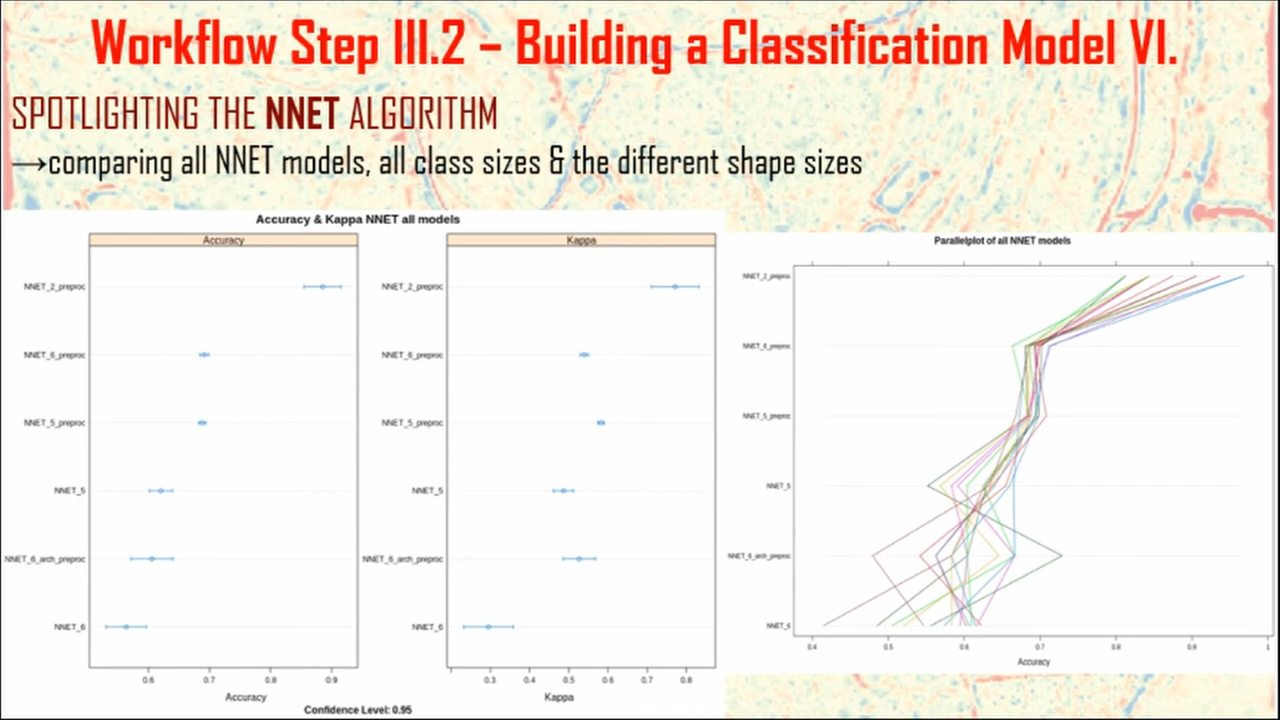 Workflow Step III.2 – Building a Classification Model VI.
SPOTLIGHTING THE NNET ALGORITHM
→comparing all NNET models, all class sizes & the different shape sizes
Accuracy & Kappa NNET all models
Accuracy
Kappa
NNET_2_preproc
NNET_6_preproc
NNET_5_preproc
NNET_5
NNET_6_arch_preproc
NNET_6
0.6 0.7 0.8 0.9
Accuracy
NNET_2_preproc
NNET_6_preproc
NNET_5_preproc
NNET_5
NNET_6_arch_preproc
NNET_6
0.3 0.4 0.5 0.6 0.7 0.8
Kappa
Confidence Level: 0.95
Parallelplot of all NNET models
NNET_2_preproc
NNET_6_preproc
NNET_5_preproc
NNET_5
NNET_6_arch_preproc
NNET_6
0.4 0.5 0.6 0.7 0.8 0.9 1
Accuracy